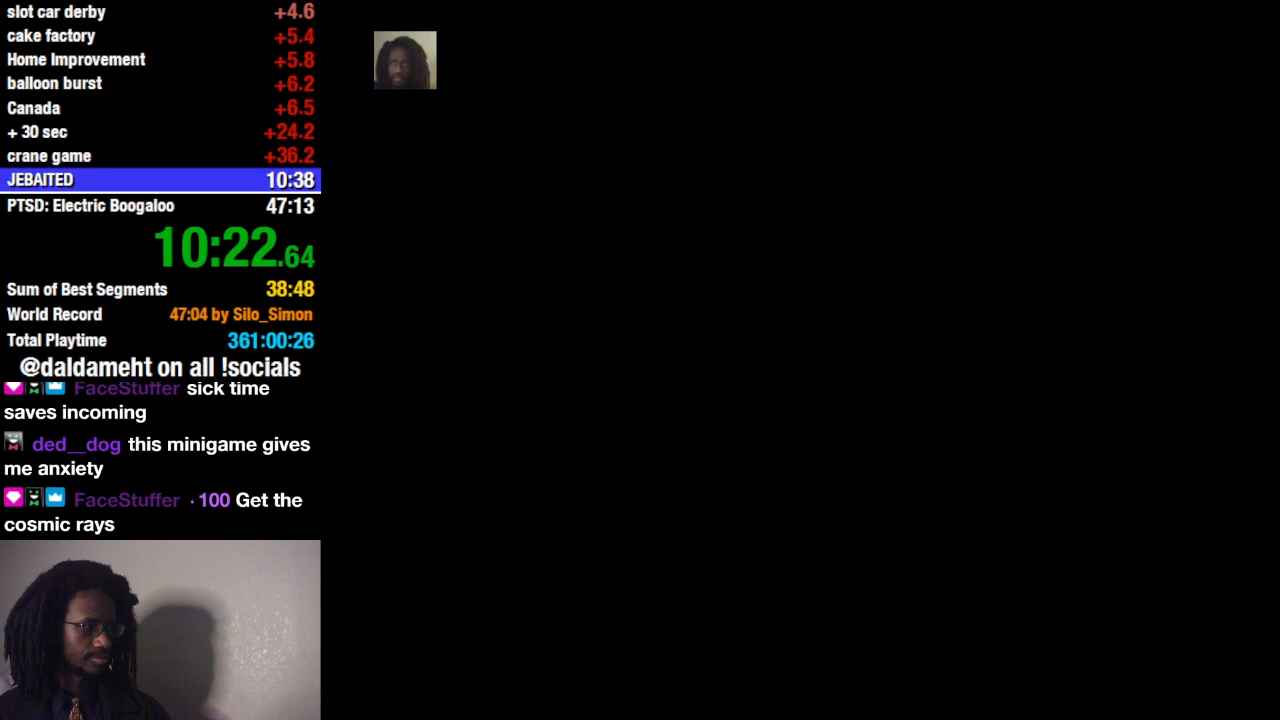 slot car derby +4.6
cake factory +5.4
Home Improvement +5.8
balloon burst +6.2
Canada +6.5
+ 30 sec +24.2
crane game +36.2
JEBAITED 10:38
PTSD: Electric Boogaloo 47:13
10:22.64
Sum of Best Segments 38:48
World Record 47:04 by Silo_Simon
Total Playtime 361:00:26
@daldameht on all !socials
FaceStuffer sick time
saves incoming
ded__dog this minigame gives
me anxiety
FaceStuffer 100 Get the
cosmic rays